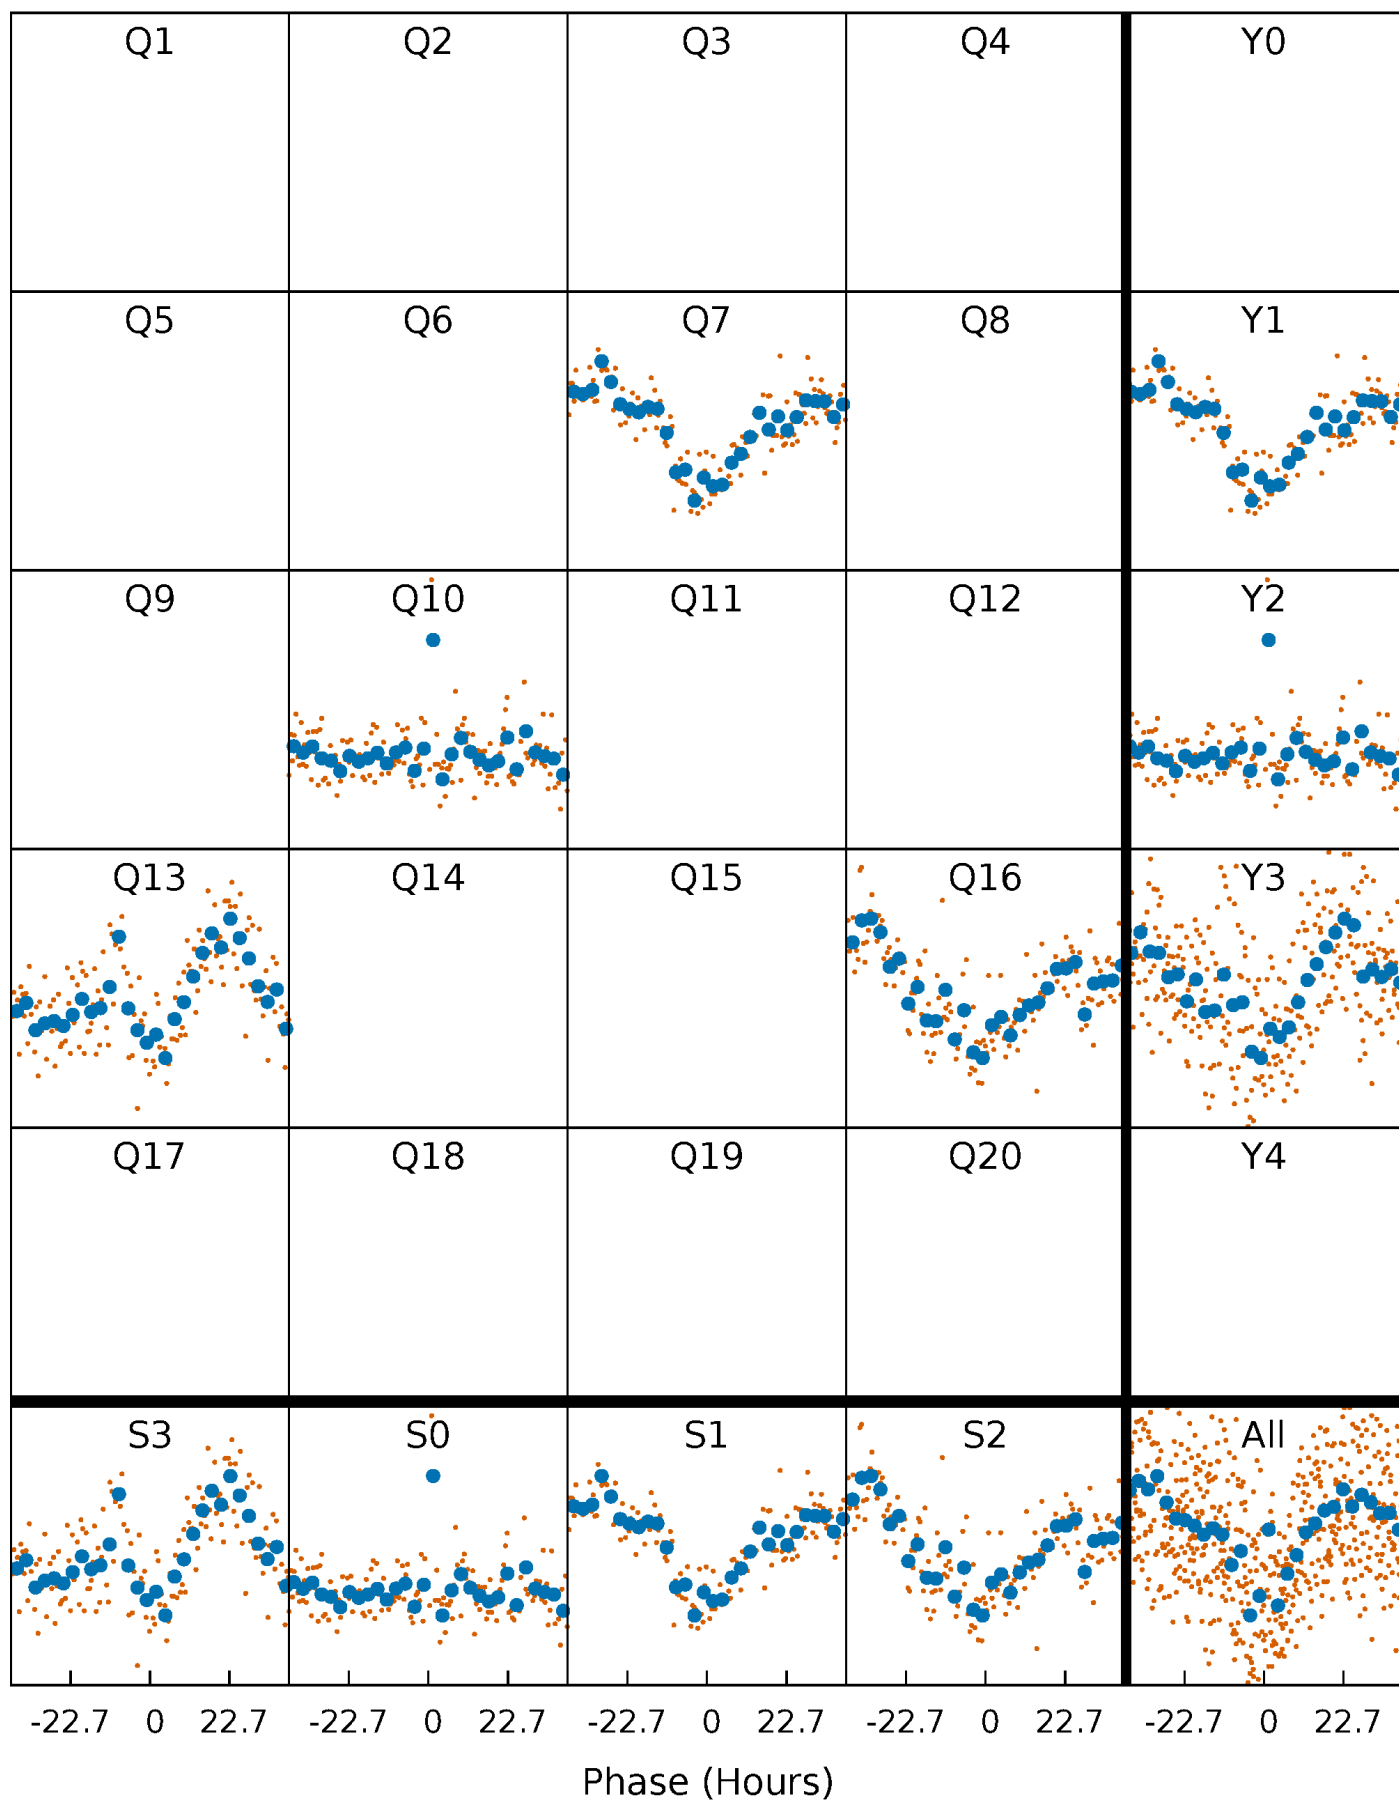 Q1 Q2 Q3 Q4 Y0
Q5 Q6 Q7 Q8 Y1
Q9 Q10 Q11 Q12 Y2
Q13 Q14 Q15 Q16 Y3
Q17 Q18 Q19 Q20 Y4
S3 S0 S1 S2 All
-22.7 0 22.7 -22.7 0 22.7 -22.7 0 22.7 -22.7 0 22.7 -22.7 0 22.7
Phase (Hours)